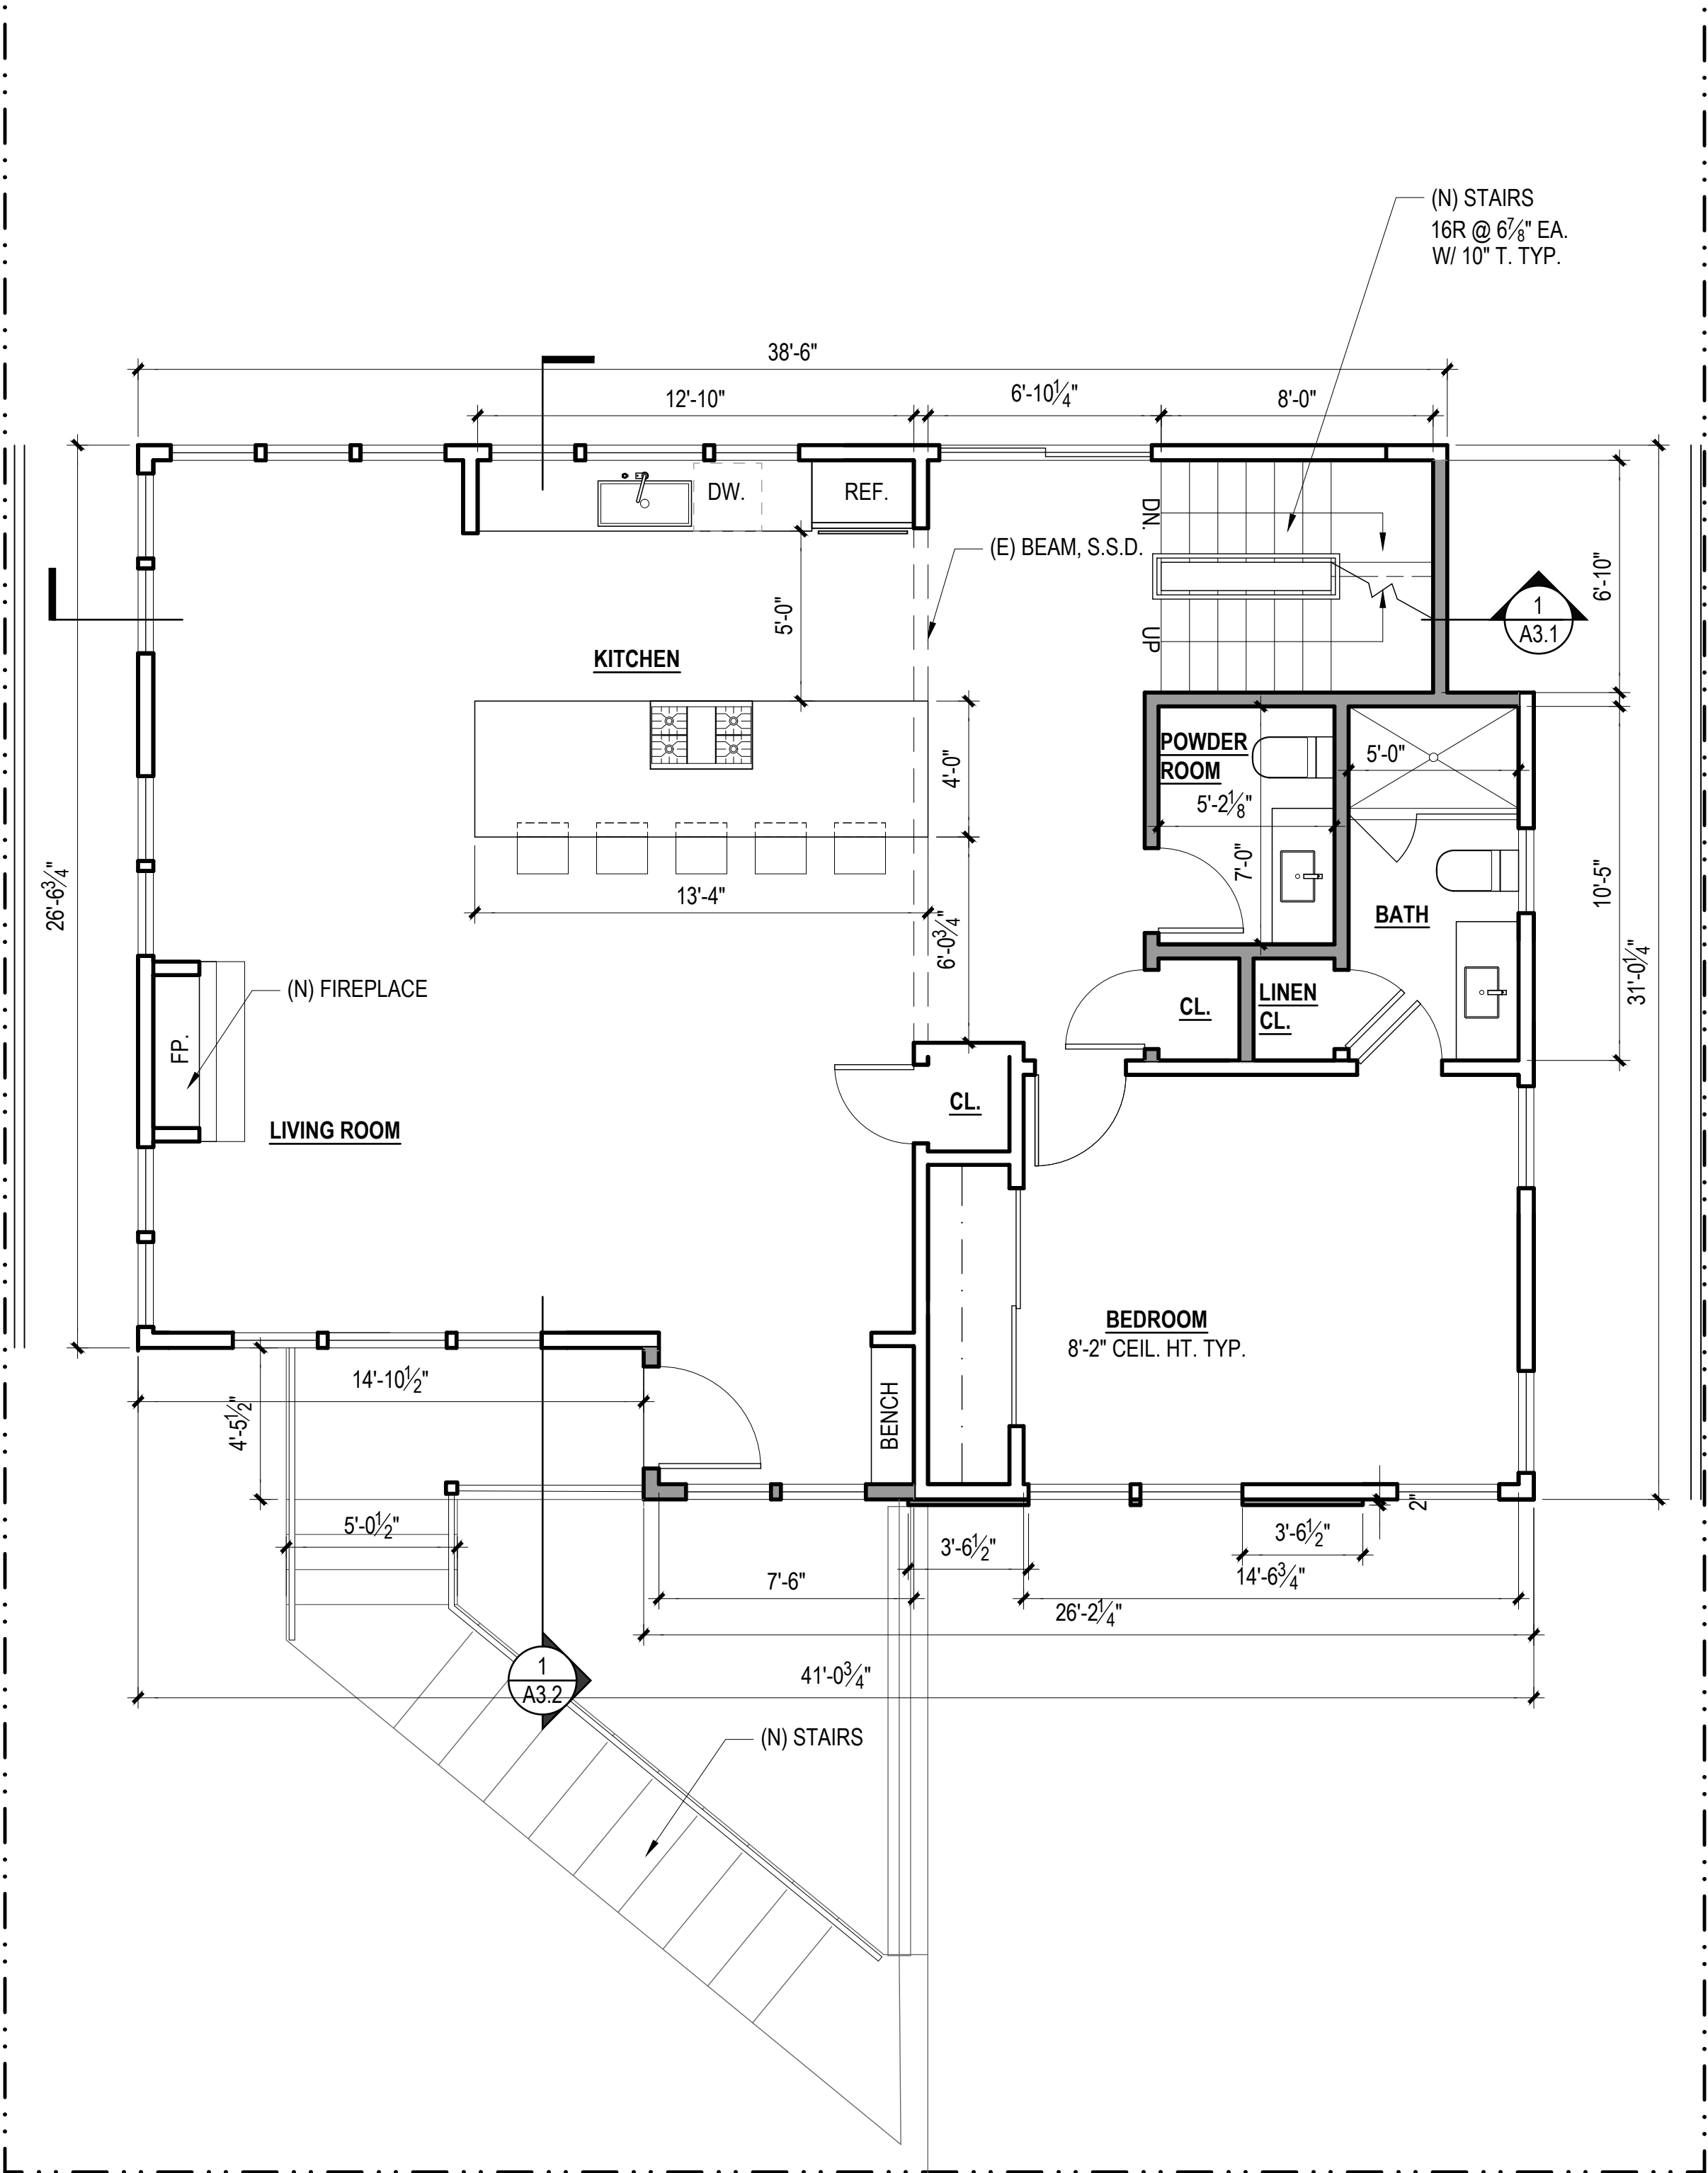 (N) STAIRS
16R @ 6⅞" EA.
W/ 10" T. TYP.
38'-6"
12'-10"
6'-10¼"
8'-0"
DW.
REF.
DN.
(E) BEAM, S.S.D.
6'-10"
5'-0"
UP
1
A3.1
KITCHEN
POWDER
ROOM
5'-0"
4'-0"
5'-2⅛"
7'-0"
26'-6¾"
13'-4"
10'-5"
BATH
6'-0¾"
31'-0¼"
(N) FIREPLACE
LINEN
CL.
CL.
FP.
CL.
LIVING ROOM
BEDROOM
8'-2" CEIL. HT. TYP.
14'-10½"
4'-5½"
BENCH
2"
5'-0½"
3'-6½"
3'-6½"
7'-6"
14'-6¾"
26'-2¼"
1
A3.2
41'-0¾"
(N) STAIRS